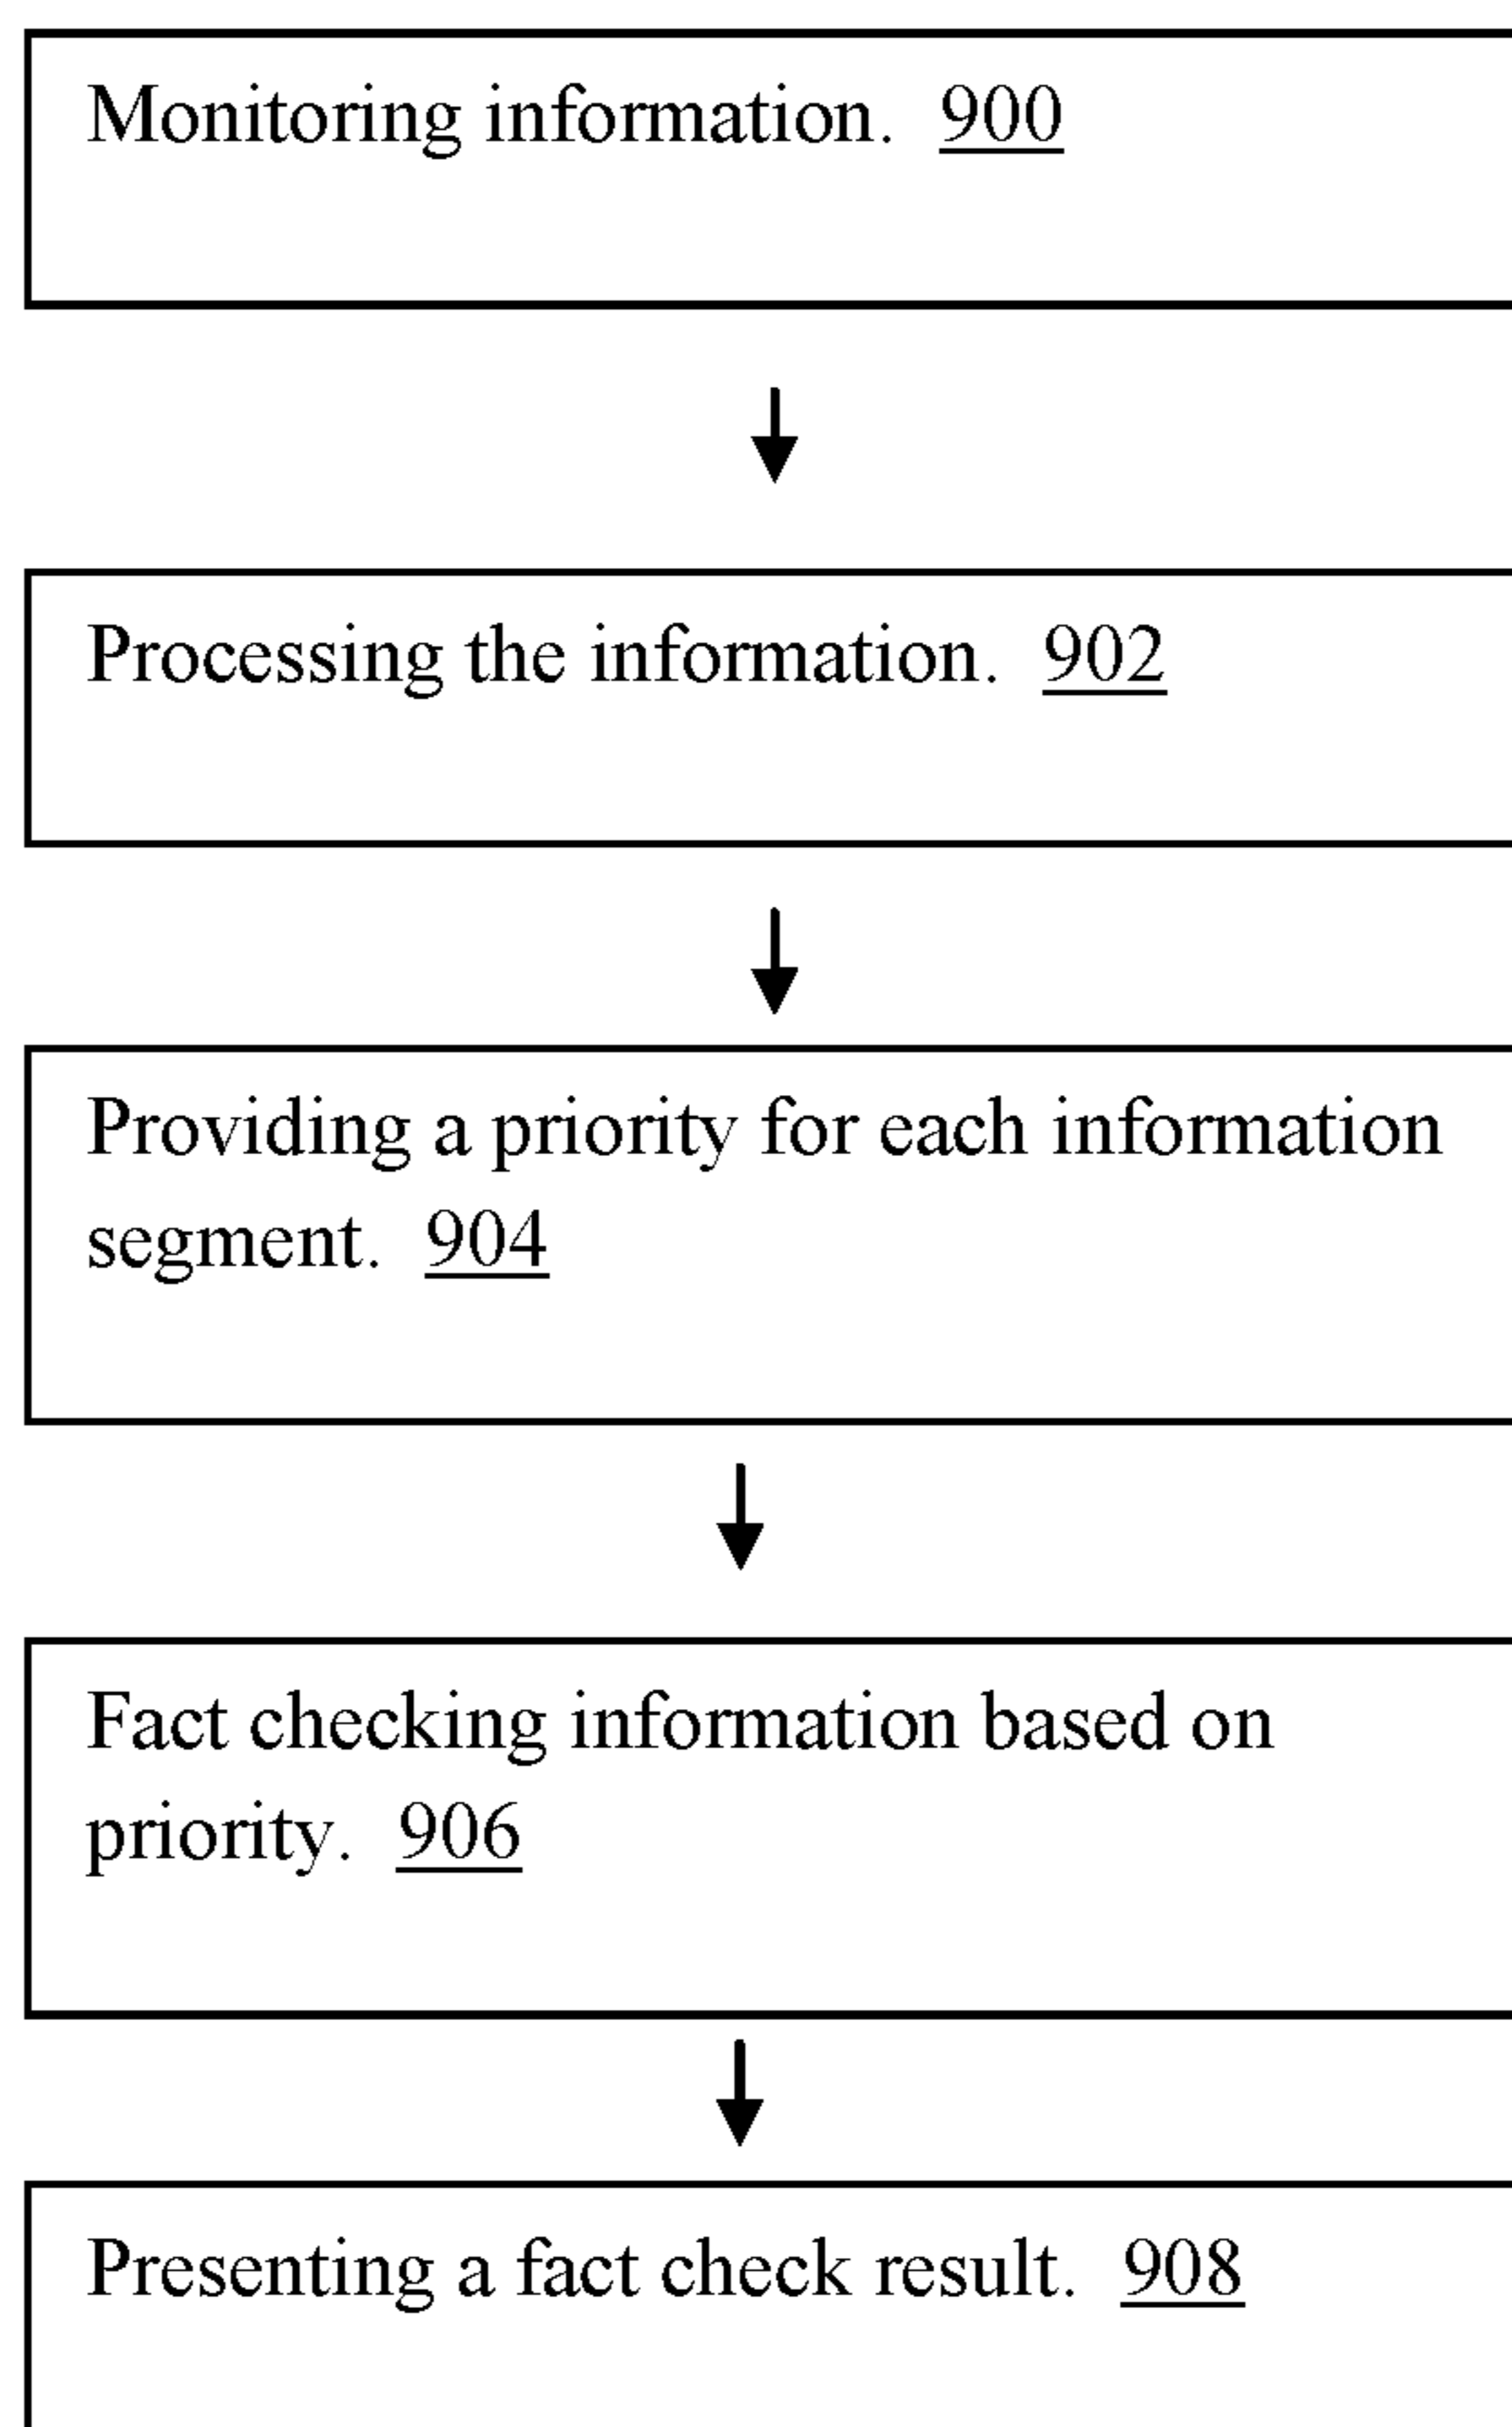 Monitoring information. 900
Processing the information. 902
Providing a priority for each information
segment. 904
Fact checking information based on
priority. 906
Presenting a fact check result. 908